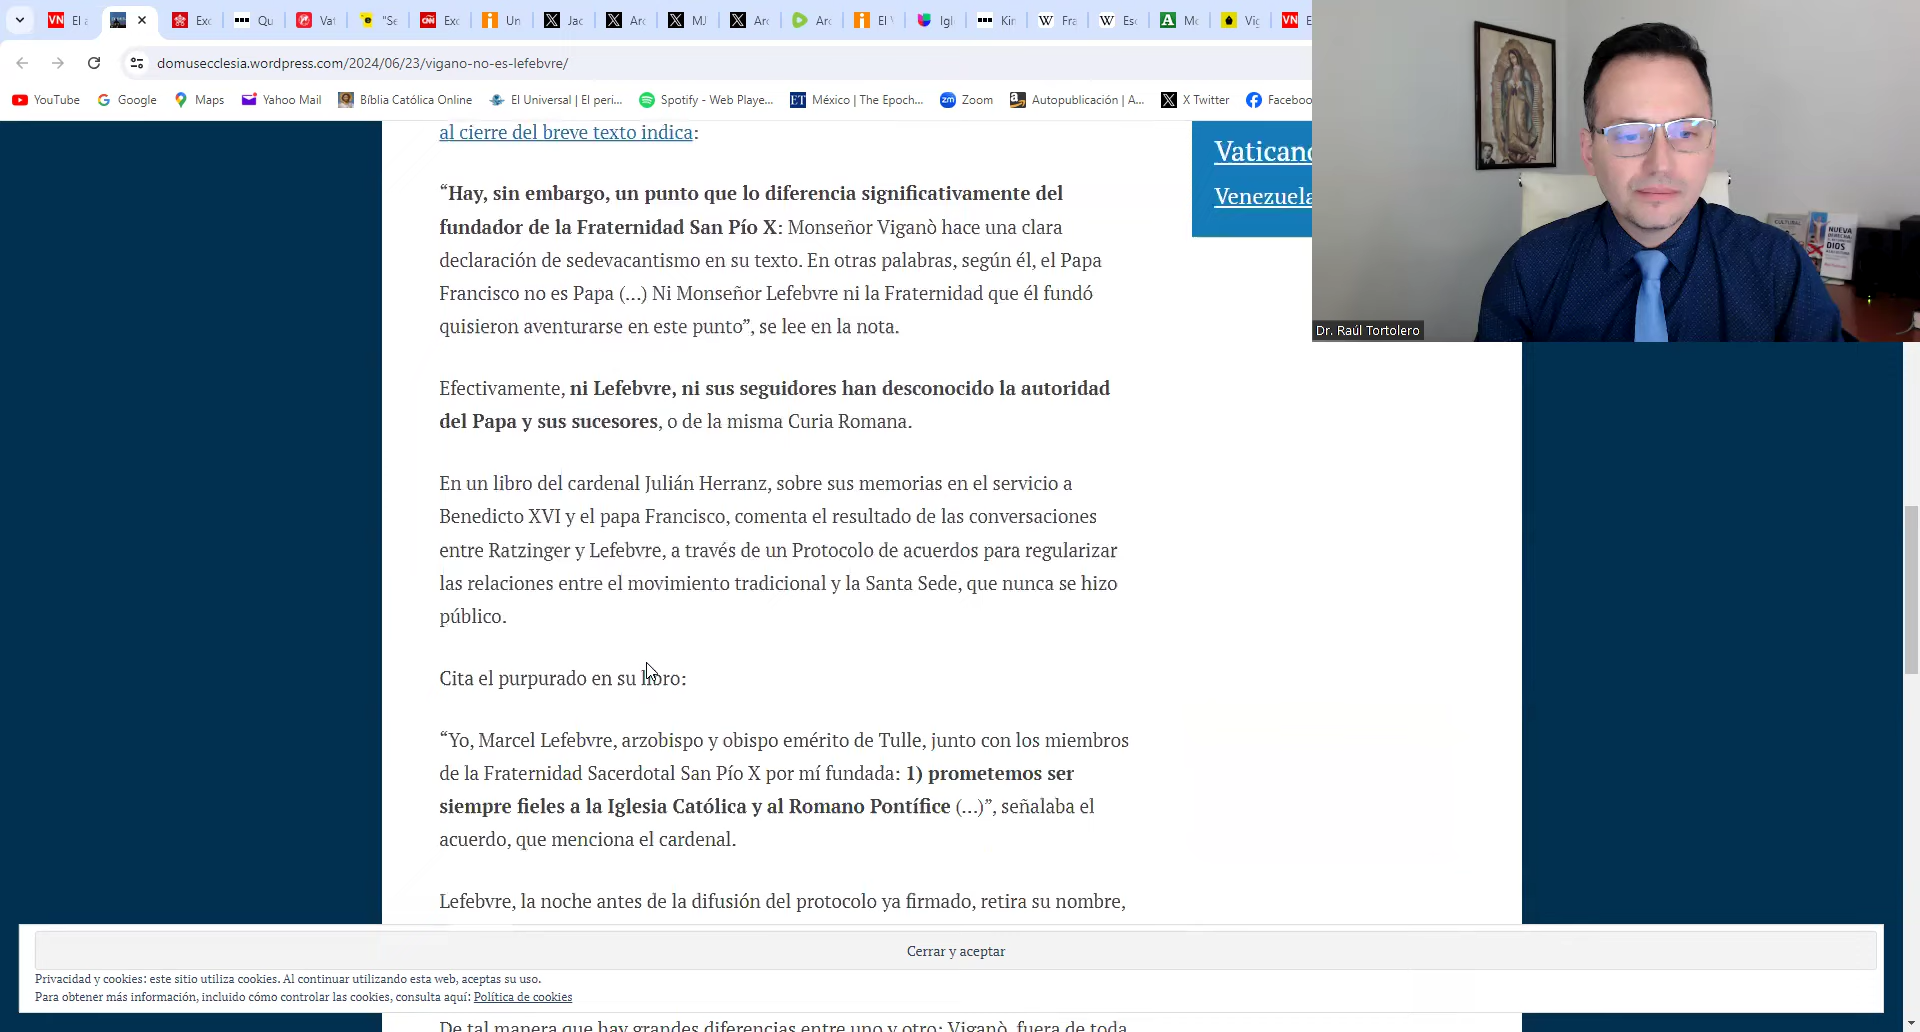 El a
Exc
Qu
Vat
"Se
Exc
Un
Jac
Arc
MJ
Arc
Arc
El V
Igl
Kir
Fra
Esc
Mo
Vig
E
domusecclesia.wordpress.com/2024/06/23/vigano-no-es-lefebvre/
YouTube
Google
Maps
Yahoo Mail
Bíblia Católica Online
El Universal | El peri...
Spotify - Web Playe...
México | The Epoch...
Zoom
Autopublicación | A...
X Twitter
Faceboo
al cierre del breve texto indica:
“Hay, sin embargo, un punto que lo diferencia significativamente del
fundador de la Fraternidad San Pío X: Monseñor Viganò hace una clara
declaración de sedevacantismo en su texto. En otras palabras, según él, el Papa
Francisco no es Papa (…) Ni Monseñor Lefebvre ni la Fraternidad que él fundó
quisieron aventurarse en este punto”, se lee en la nota.
Efectivamente, ni Lefebvre, ni sus seguidores han desconocido la autoridad
del Papa y sus sucesores, o de la misma Curia Romana.
En un libro del cardenal Julián Herranz, sobre sus memorias en el servicio a
Benedicto XVI y el papa Francisco, comenta el resultado de las conversaciones
entre Ratzinger y Lefebvre, a través de un Protocolo de acuerdos para regularizar
las relaciones entre el movimiento tradicional y la Santa Sede, que nunca se hizo
público.
Cita el purpurado en su libro:
“Yo, Marcel Lefebvre, arzobispo y obispo emérito de Tulle, junto con los miembros
de la Fraternidad Sacerdotal San Pío X por mí fundada: 1) prometemos ser
siempre fieles a la Iglesia Católica y al Romano Pontífice (…)”, señalaba el
acuerdo, que menciona el cardenal.
Lefebvre, la noche antes de la difusión del protocolo ya firmado, retira su nombre,
De tal manera que hay grandes diferencias entre uno y otro: Viganò, fuera de toda
Vaticano
Venezuela
CULTURAL
NUEVA
DERECHA
DIOS
Dr. Raúl Tortolero
Cerrar y aceptar
Privacidad y cookies: este sitio utiliza cookies. Al continuar utilizando esta web, aceptas su uso.
Para obtener más información, incluido cómo controlar las cookies, consulta aquí: Política de cookies